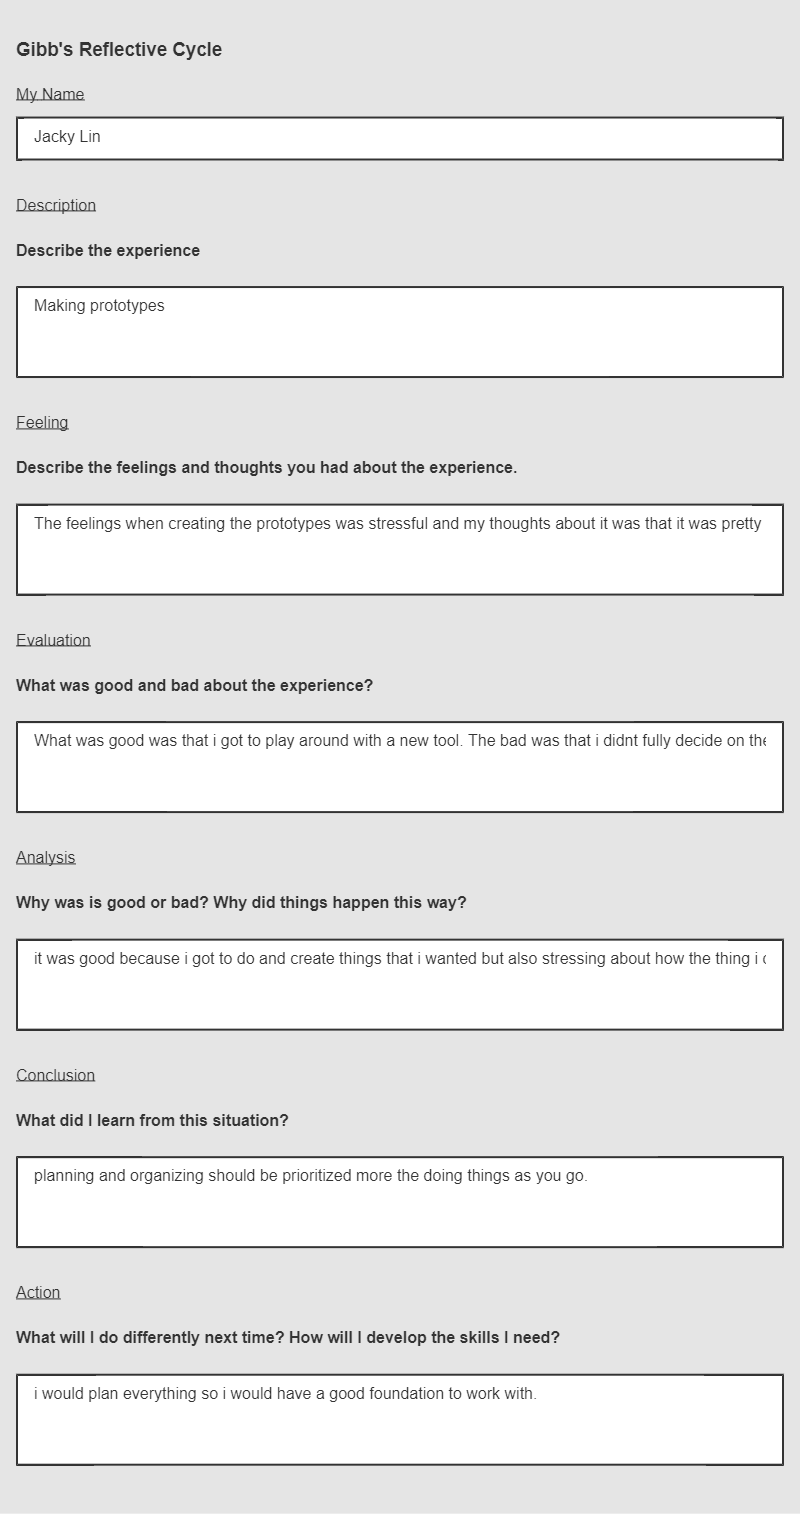 Gibb's Reflective Cycle
My Name
Jacky Lin
Description
Describe the experience
Making prototypes
Feeling
Describe the feelings and thoughts you had about the experience.
The feelings when creating the prototypes was stressful and my thoughts about it was that it was pretty
Evaluation
What was good and bad about the experience?
What was good was that i got to play around with a new tool. The bad was that i didnt fully decide on the
Analysis
Why was is good or bad? Why did things happen this way?
it was good because i got to do and create things that i wanted but also stressing about how the thing i
Conclusion
What did I learn from this situation?
planning and organizing should be prioritized more the doing things as you go.
Action
What will I do differently next time? How will I develop the skills I need?
i would plan everything so i would have a good foundation to work with.